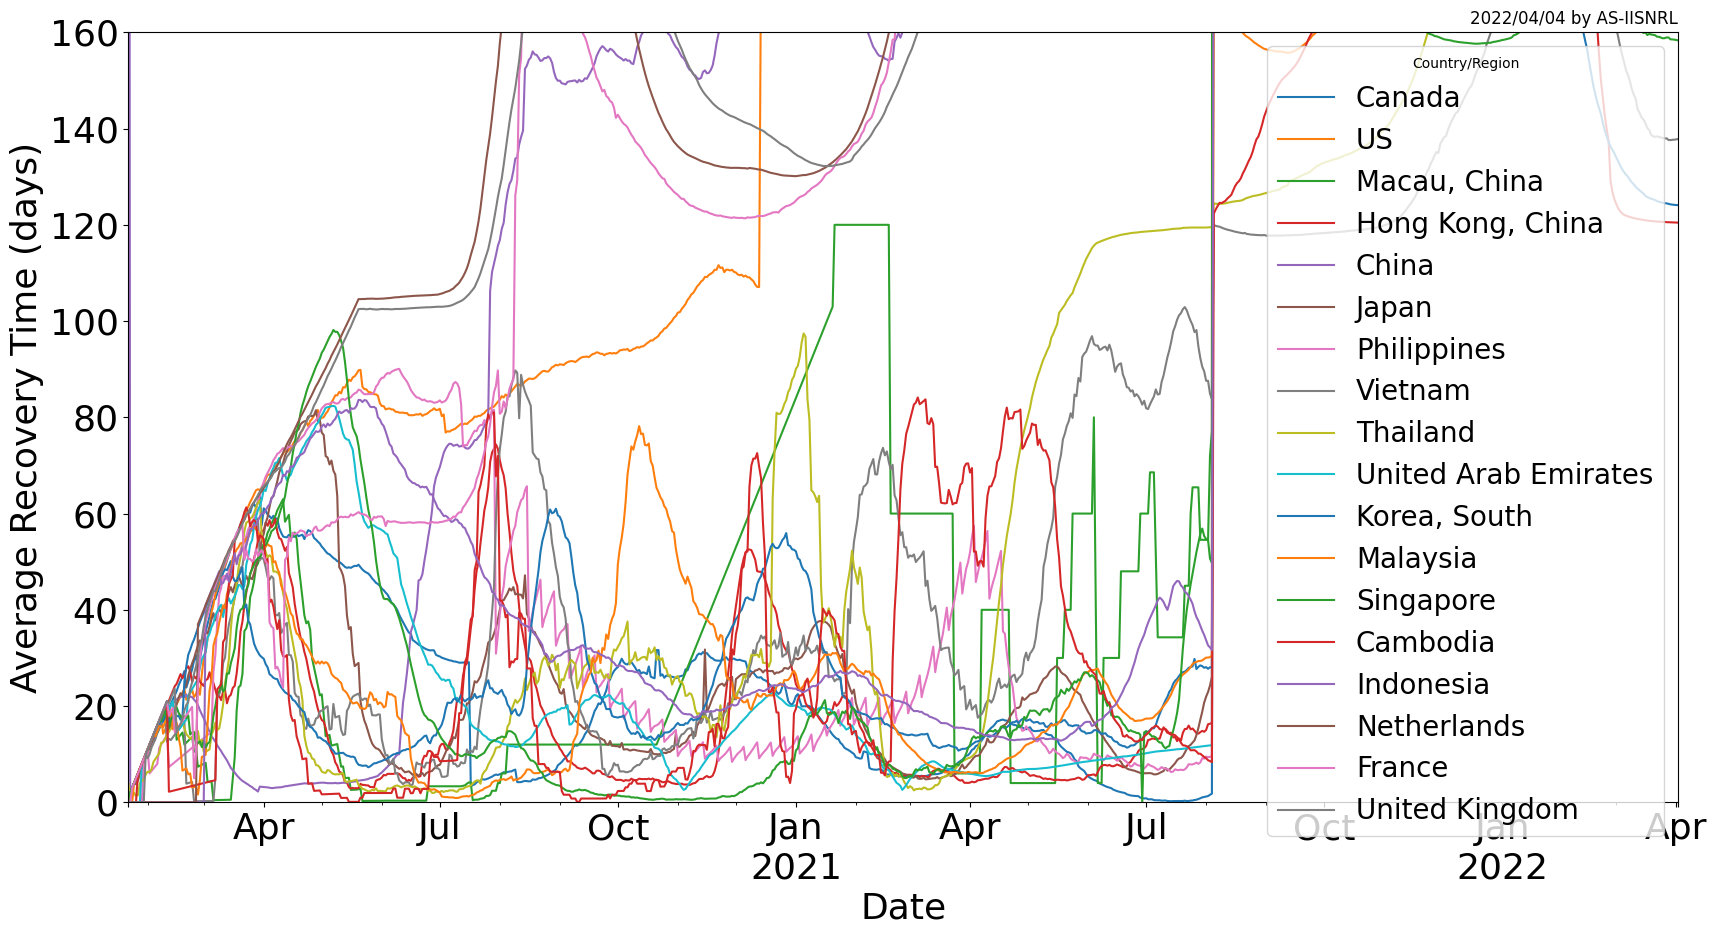 2022/04/04 by AS-IISNRL
Average Recovery Time (days)
160
140
120
100
80
60
40
20
0
Country/Region
Canada
US
Macau, China
Hong Kong, China
China
Japan
Philippines
Vietnam
Thailand
United Arab Emirates
Korea, South
Malaysia
Singapore
Cambodia
Indonesia
Netherlands
France
United Kingdom
Apr Jul Oct Jan Apr Jul Oct Jan Apr
2021 2022
Date